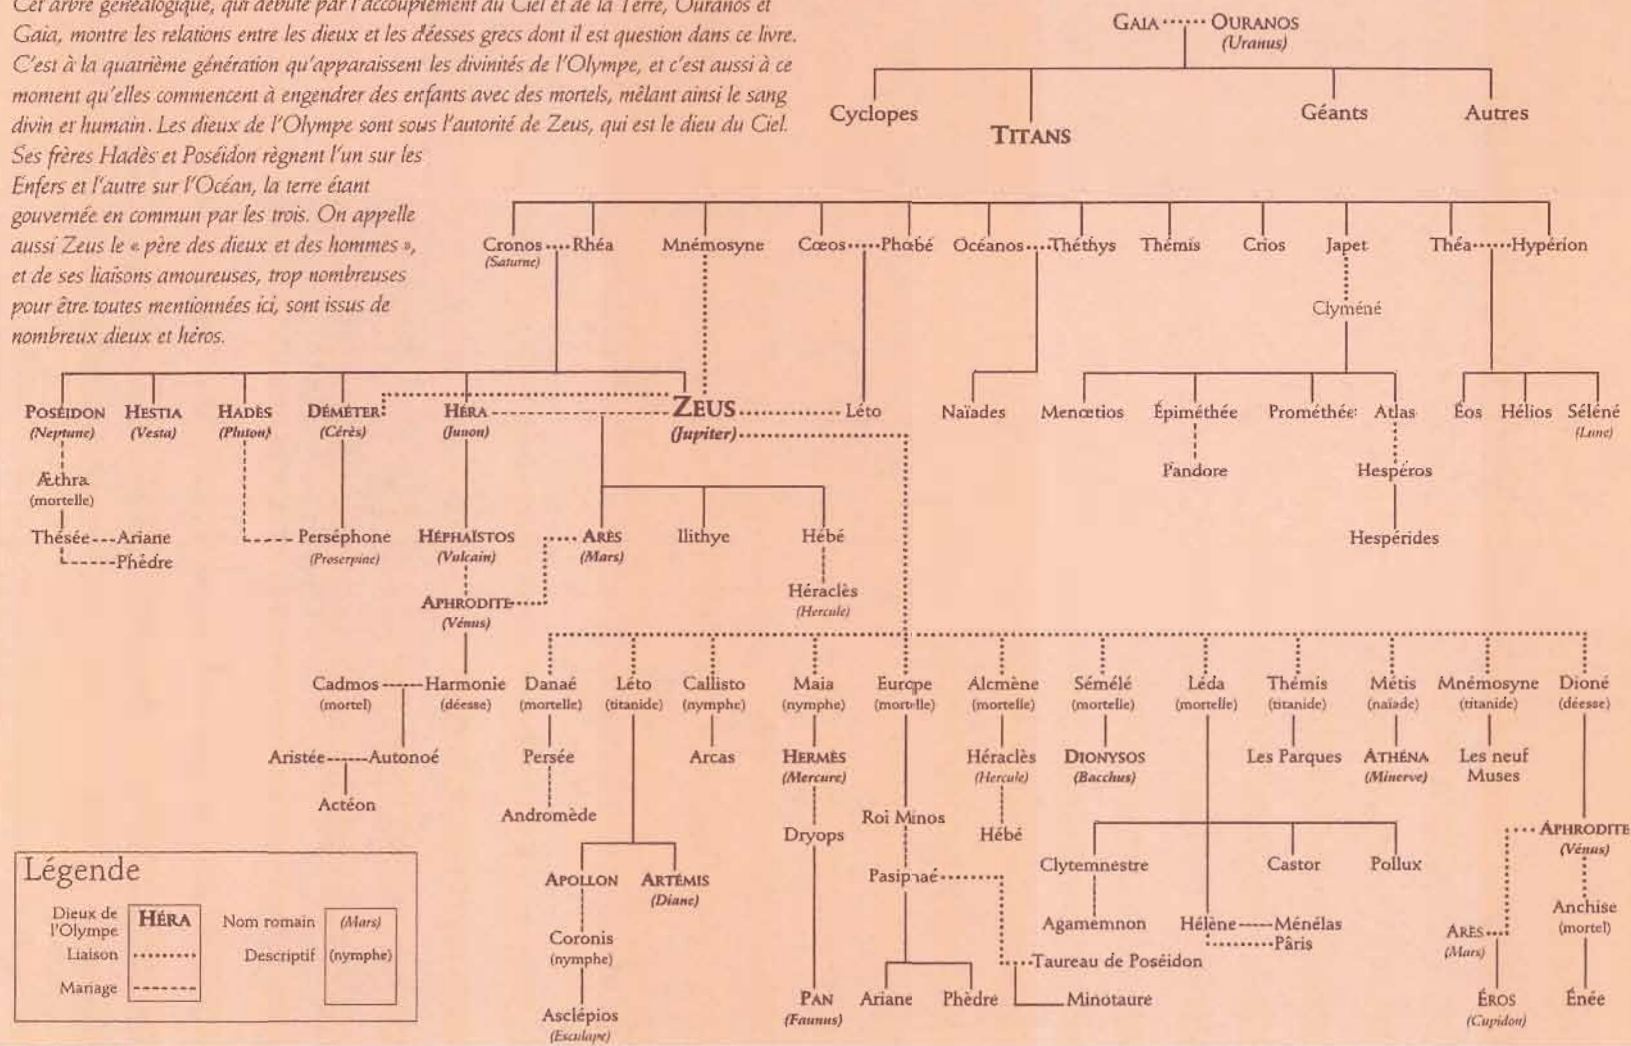 Cet arbre généalogique, qui débute par l'accouplement du Ciel et de la Terre, Ouranos et
Gaia, montre les relations entre les dieux et les déesses grecs dont il est question dans ce livre.
C'est à la quatrième génération qu'apparaissent les divinités de l'Olympe, et c'est aussi à ce
moment qu'elles commencent à engendrer des enfants avec des mortels, mêlant ainsi le sang
divin et humain. Les dieux de l'Olympe sont sous l'autorité de Zeus, qui est le dieu du Ciel.
Ses frères Hadès et Poséidon règnent l'un sur les
Enfers et l'autre sur l'Océan, la terre étant
gouvernée en commun par les trois. On appelle
aussi Zeus le « père des dieux et des hommes »,
et de ses liaisons amoureuses, trop nombreuses
pour être toutes mentionnées ici, sont issus de
nombreux dieux et héros.
GAIA OURANOS
(Uranus)
Cyclopes TITANS Géants Autres
Cronos Rhéa Mnémosyne Cœos Phœbé Océanos Théthys Thémis Crios Japet Théa Hypérion
(Saturne)
Clyméné
POSÉIDON HESTIA HADÈS DÉMÉTER HÉRA ZEUS Léto Naïades Menœtios Épiméthée Prométhée Atlas Éos Hélios Séléné
(Neptune) (Vesta) (Pluton) (Cérès) (Junon) (Jupiter) (Lune)
Æthra Pandore Hespéros
(mortelle)
Thésée Ariane Perséphone HÉPHAÏSTOS ARÈS Ilithye Hébé Hespérides
Phèdre (Proserpine) (Vulcain) (Mars)
Héraclès
(Hercule)
APHRODITE
(Vénus)
Cadmos Harmonie Danaé Léto Callisto Maia Europe Alcmène Sémélé Léda Thémis Métis Mnémosyne Dioné
(mortel) (déesse) (mortelle) (titanide) (nymphe) (nymphe) (mortelle) (mortelle) (mortelle) (mortelle) (titanide) (naïade) (titanide) (déesse)
Aristée Autonoé Persée Arcas HERMÈS Héraclès DIONYSOS Les Parques ATHÉNA Les neuf
(Mercure) (Hercule) (Bacchus) (Minerve) Muses
Actéon Andromède Dryops Roi Minos Hébé APHRODITE
(Vénus)
Clytemnestre Castor Pollux
APOLLON ARTÉMIS Pasiphaé
(Diane)
Agamemnon Hélène Ménélas Anchise
Pâris (mortel)
ARÈS
(Mars)
Coronis
(nymphe)
Taureau de Poséidon
PAN Ariane Phèdre Minotaure ÉROS Énée
(Faunus) (Cupidon)
Asclépios
(Esculape)
Légende
Dieux de
l'Olympe HÉRA Nom romain (Mars)
Liaison Descriptif (nymphe)
Mariage